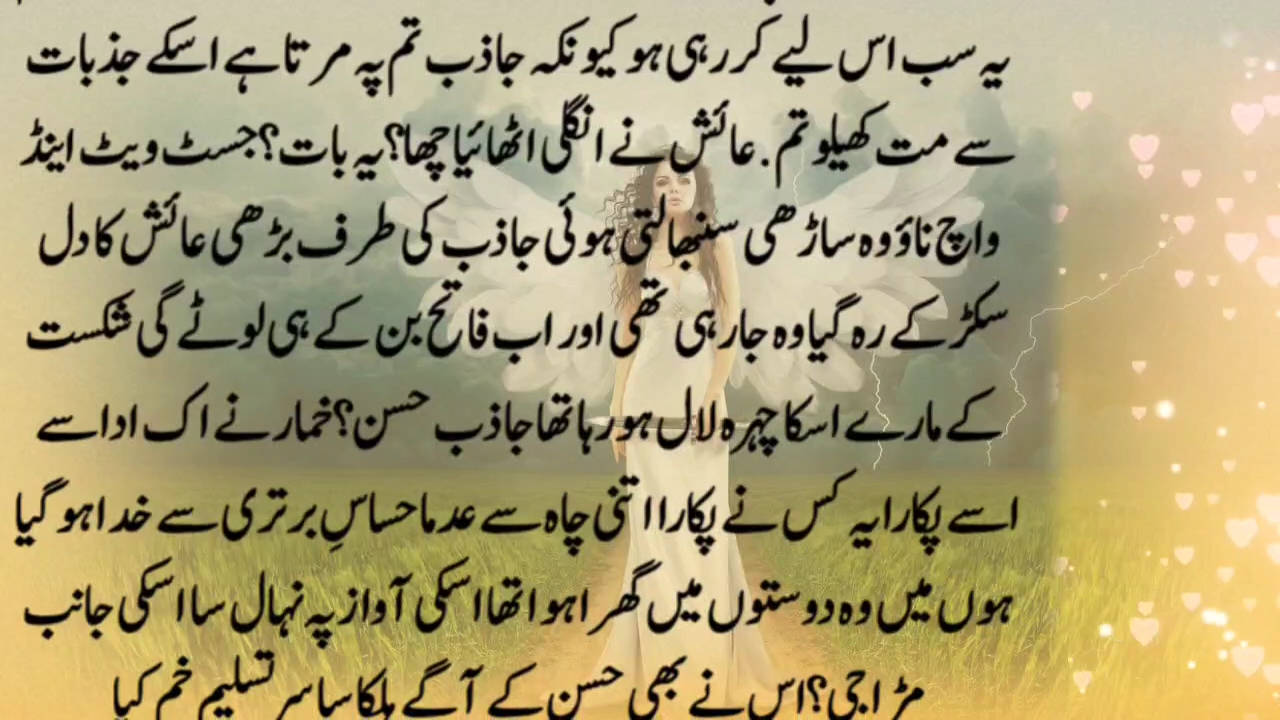 یہ سب اس لیے کر رہی ہو کیونکہ جاذب تم پہ مرتا ہے اسکے جذبات
سے مت کھیلو تم. عائش نے انگلی اٹھائیا چھا؟یہ بات؟جسٹ ویٹ اینڈ
واچ ناؤ وہ ساڑھی سنبھالتی ہوئی جاذب کی طرف بڑھی عائش کا دل
سکڑ کے رہ گیا وہ جا رہی تھی اور اب فاتح بن کے ہی لوٹے گی شکست
کے مارے اسکا چہرہ لال ہو رہا تھا جاذب حسن؟خمار نے اک ادا سے
اسے پکارا یہ کس نے پکارا اتنی چاہ سے عدما حساسِ برتری سے خدا ہو گیا
ہوں میں وہ دوستوں میں گھرا ہوا تھا اسکی آواز پہ نہال سا اسکی جانب
مڑا جی؟اس نے بھی حسن کے آگے ہلکا سا سر تسلیم خم کیا